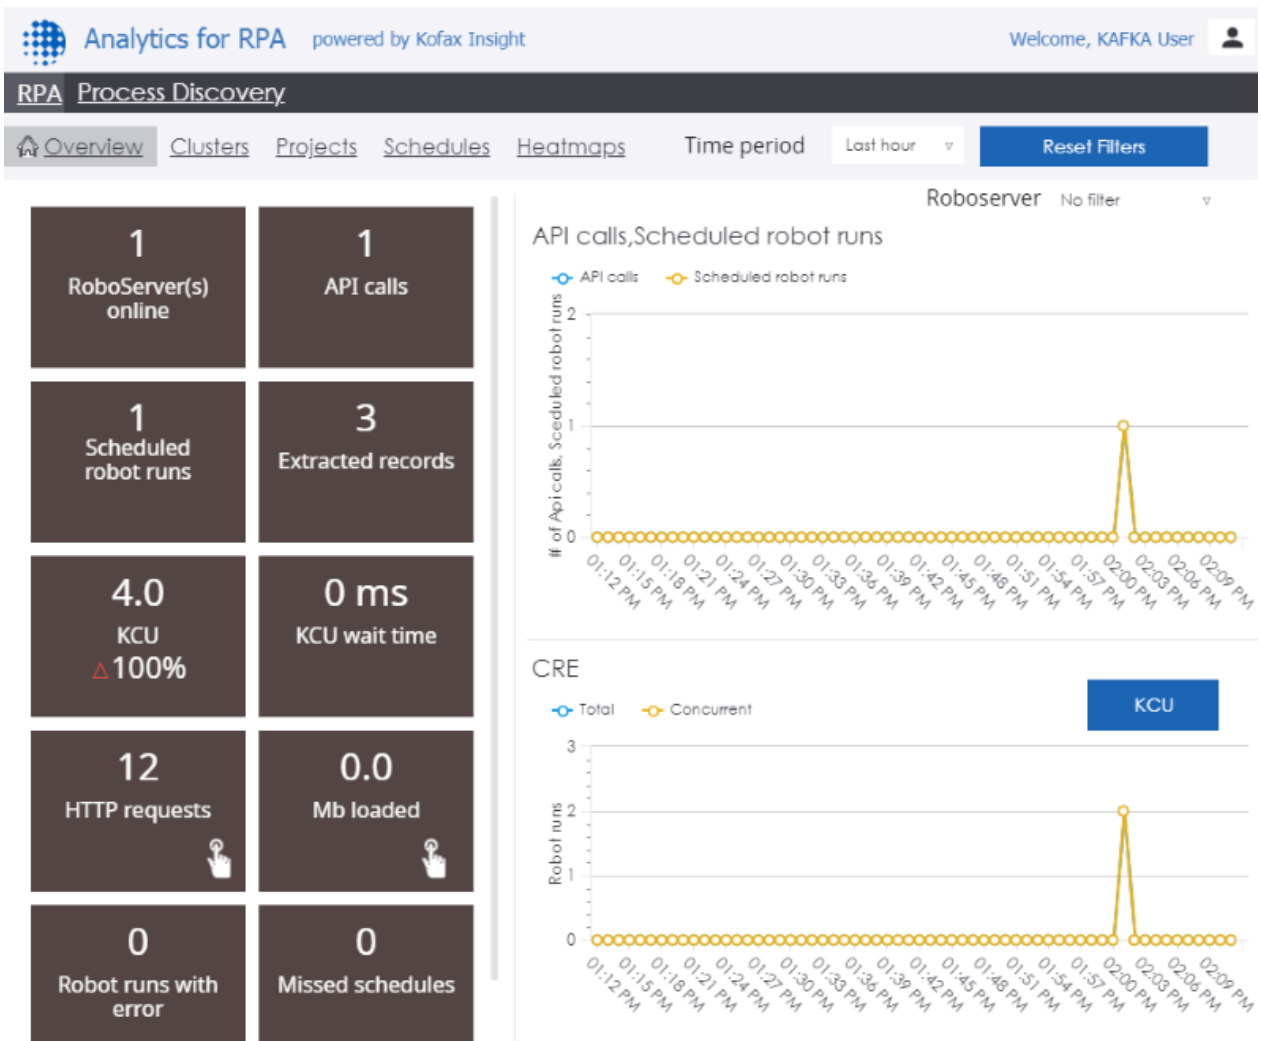 Analytics for RPA powered by Kofax Insight
Welcome, KAFKA User
RPA Process Discovery
Overview Clusters Projects Schedules Heatmaps Time period Last hour Reset Filters
1
RoboServer(s)
online
1
API calls
1
Scheduled
robot runs
3
Extracted records
4.0
KCU
△100%
0 ms
KCU wait time
12
HTTP requests
0.0
Mb loaded
0
Robot runs with
error
0
Missed schedules
Roboserver No filter
API calls,Scheduled robot runs
API calls Scheduled robot runs
# of Api calls, Sceduled robot runs
2
1
0
01:12 PM 01:15 PM 01:18 PM 01:21 PM 01:24 PM 01:27 PM 01:30 PM 01:33 PM 01:36 PM 01:39 PM 01:42 PM 01:45 PM 01:48 PM 01:51 PM 01:54 PM 01:57 PM 02:00 PM 02:03 PM 02:06 PM 02:09 PM
CRE
KCU
Total Concurrent
Robot runs
3
2
1
0
01:12 PM 01:15 PM 01:18 PM 01:21 PM 01:24 PM 01:27 PM 01:30 PM 01:33 PM 01:36 PM 01:39 PM 01:42 PM 01:45 PM 01:48 PM 01:51 PM 01:54 PM 01:57 PM 02:00 PM 02:03 PM 02:06 PM 02:09 PM